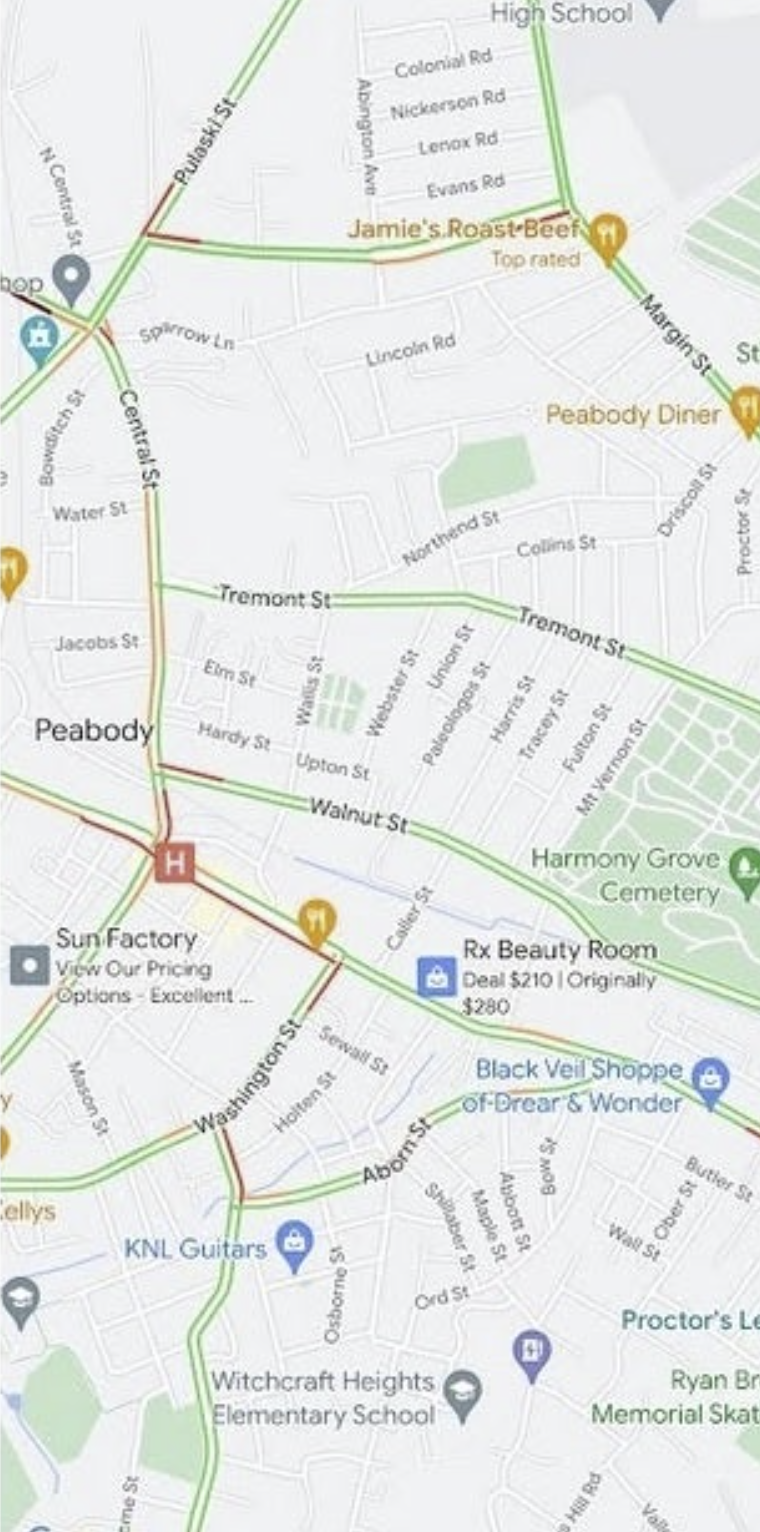 High School
Colonial Rd
Abington Ave
Nickerson Rd
Pulaski St
Lenox Rd
N Central St
Evans Rd
Jamie's Roast Beef
Top rated
hop
Margin St
Sparrow Ln
Lincoln Rd
St
Central St
Bowditch St
Peabody Diner
Driscoll St
Proctor St
Water St
Northend St
Collins St
Tremont St
Tremont St
Jacobs St
Elm St
Wallis St
Webster St
Union St
Paleologos St
Harris St
Tracey St
Fulton St
Mt Vernon St
Peabody
Hardy St
Upton St
Walnut St
H
Harmony Grove
Cemetery
Caller St
Sun Factory
View Our Pricing
Options - Excellent ...
Rx Beauty Room
Deal $210 | Originally
$280
Washington St
Sewall St
Mason St
Holten St
Black Veil Shoppe
of Drear & Wonder
y
Aborn St
Bow St
Abbott St
Maple St
Shillaber St
Butler St
Ober St
Wall St
ellys
KNL Guitars
Osborne St
Ord St
Proctor's Le
Witchcraft Heights
Elementary School
Ryan Br
Memorial Skat
me St
Hill Rd
Vall